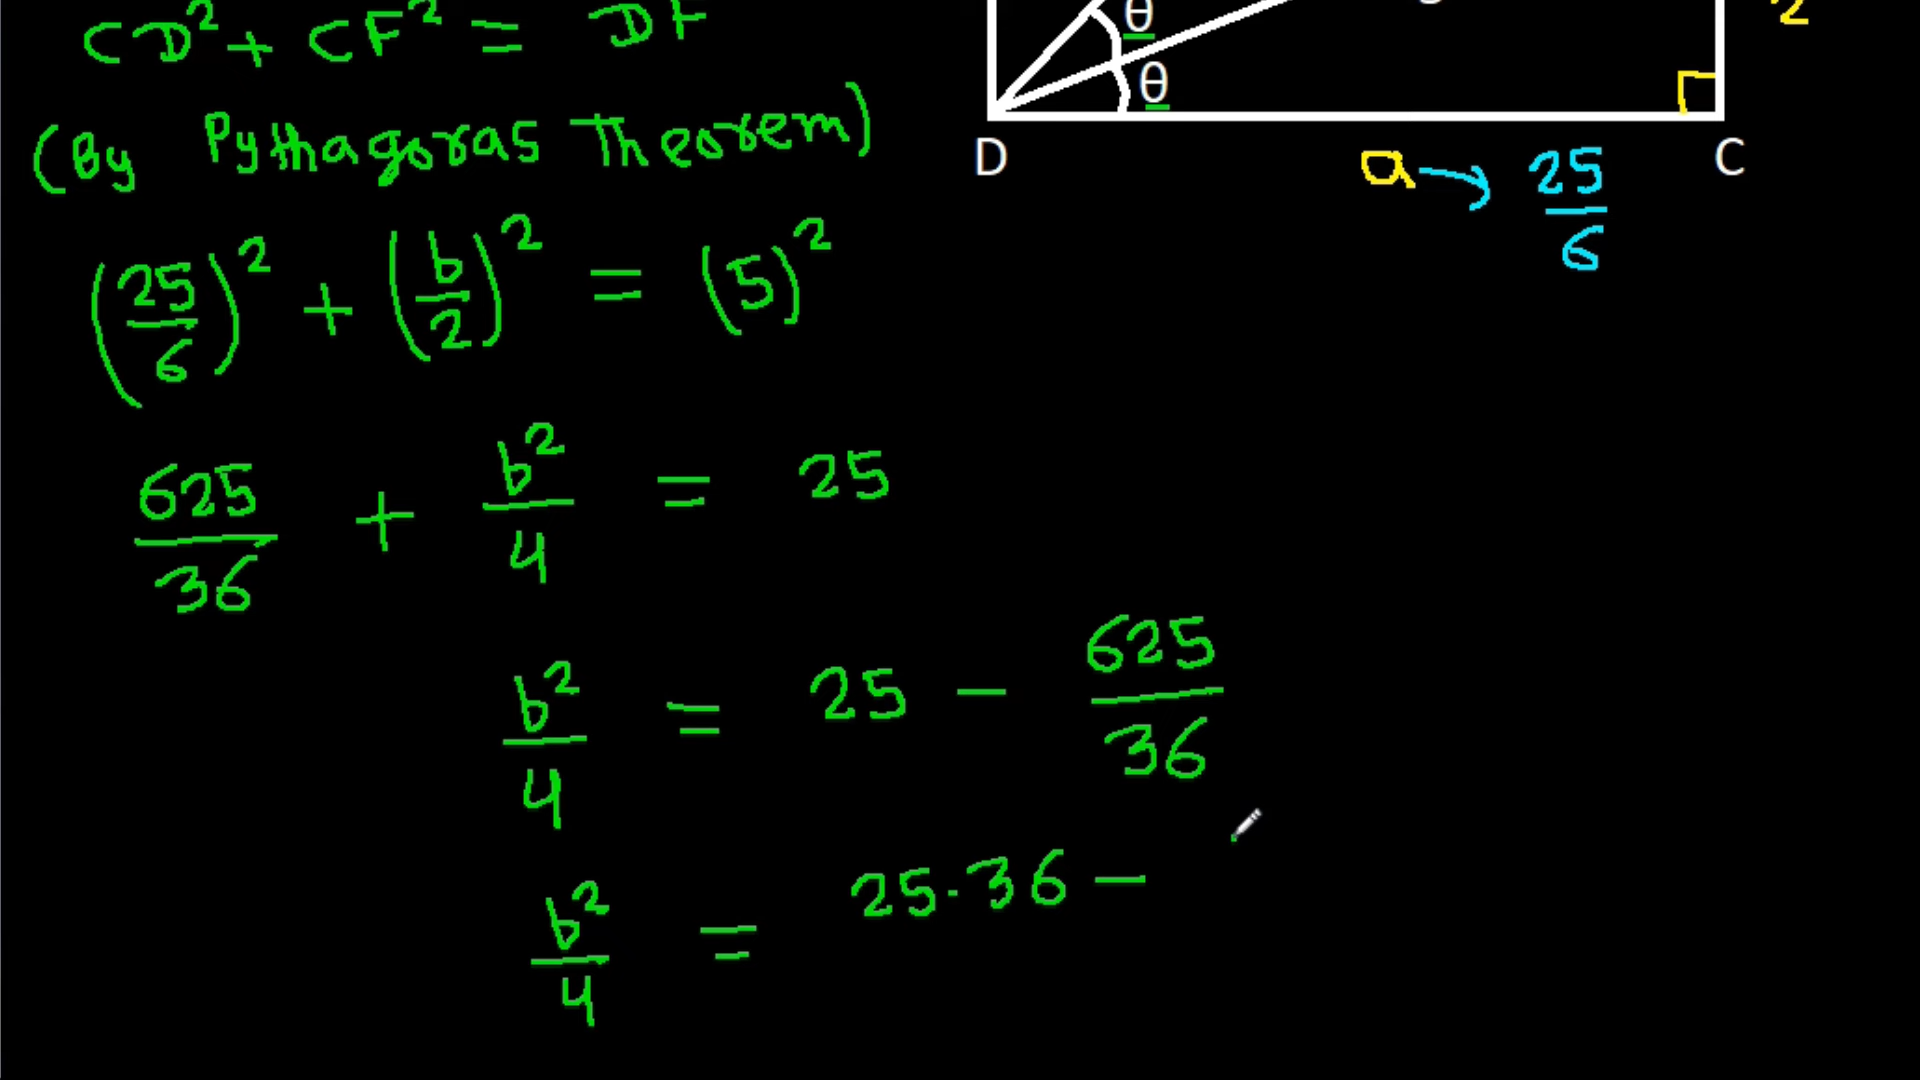 CD² + CF² = DF
(By Pythagoras Theorem)
(25/6)² + (b/2)² = (5)²
625/36 + b²/4 = 25
b²/4 = 25 - 625/36
b²/4 = 25.36 -
θ
θ
2
D
C
a → 25/6